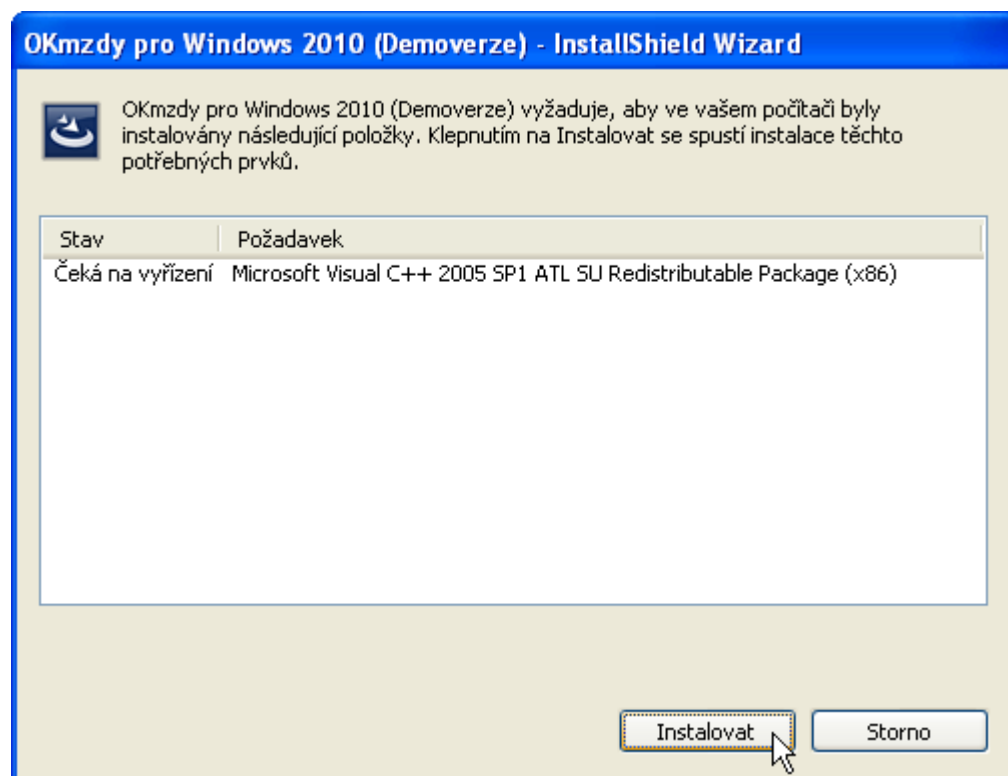 OKmzdy pro Windows 2010 (Demoverze) - InstallShield Wizard
OKmzdy pro Windows 2010 (Demoverze) vyžaduje, aby ve vašem počítači byly
instalovány následující položky. Klepnutím na Instalovat se spustí instalace těchto
potřebných prvků.
Stav Požadavek
Čeká na vyřízení Microsoft Visual C++ 2005 SP1 ATL SU Redistributable Package (x86)
Instalovat Storno